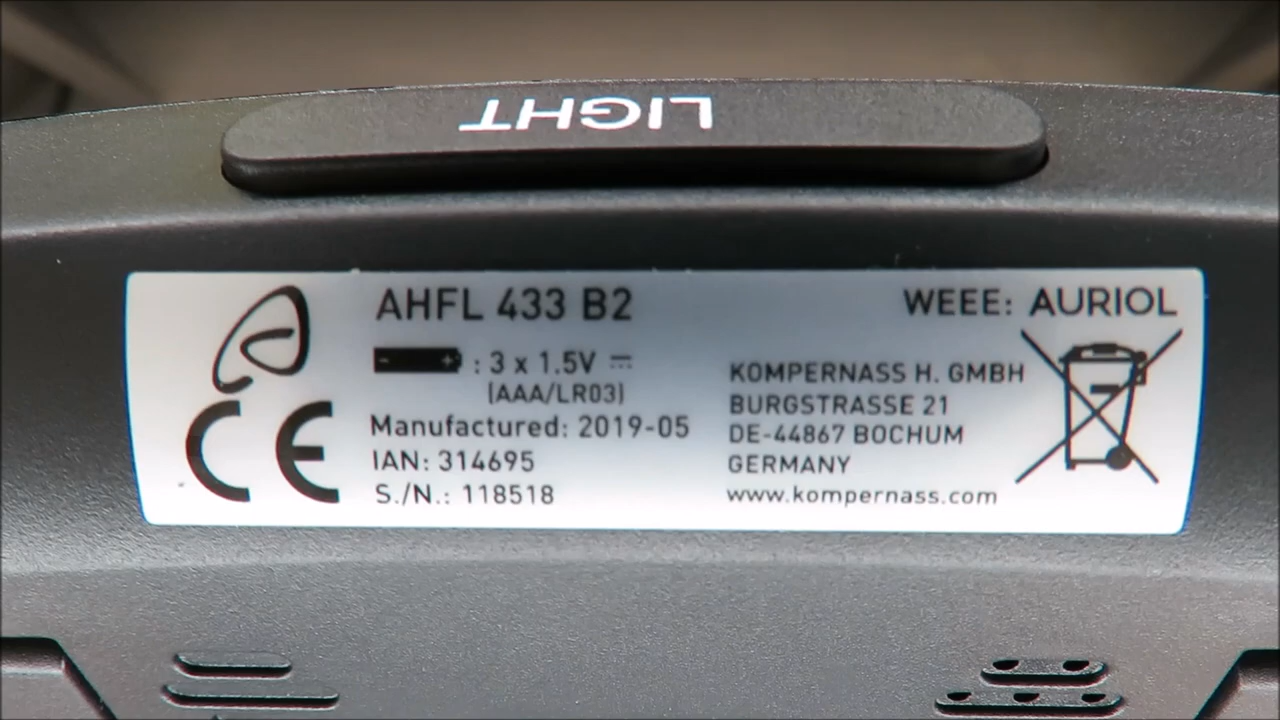 LIGHT
AHFL 433 B2
: 3 x 1.5V
(AAA/LR03)
Manufactured: 2019-05
IAN: 314695
S./N.: 118518
CE
WEEE: AURIOL
KOMPERNASS H. GMBH
BURGSTRASSE 21
DE-44867 BOCHUM
GERMANY
www.kompernass.com